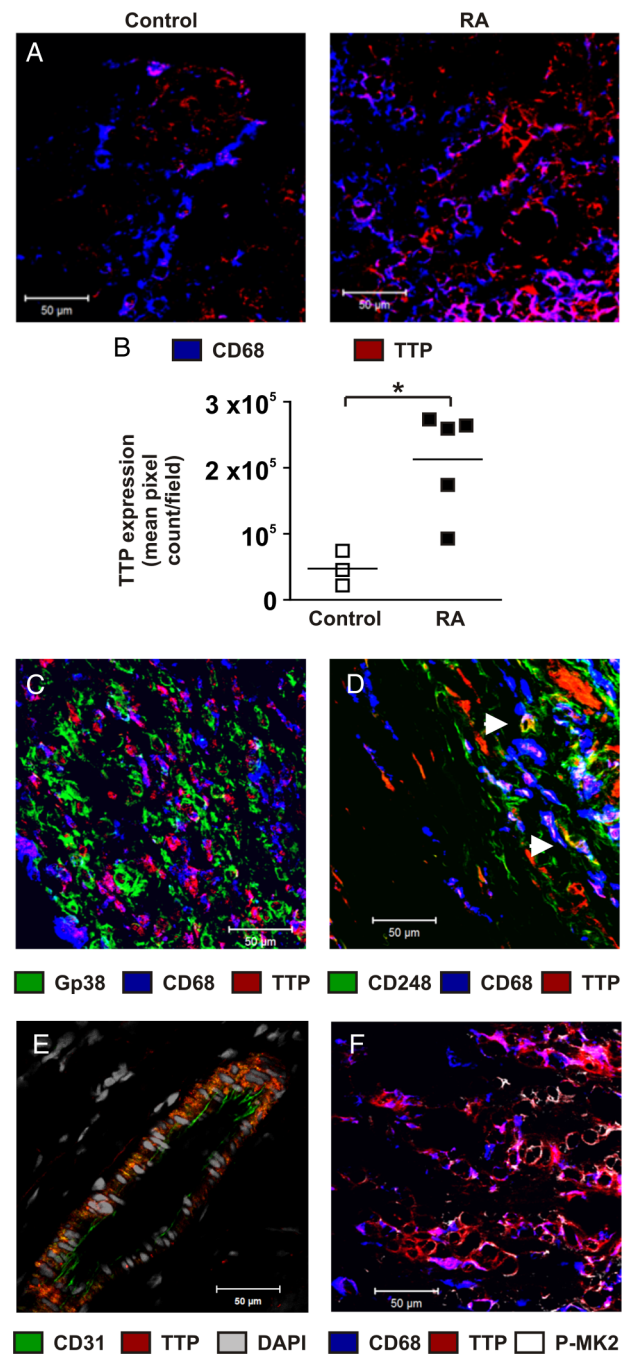 Control RA
A
50 µm 50 µm
B CD68 TTP
TTP expression
(mean pixel
count/field)
3 x10⁵
2 x10⁵
10⁵
0
*
Control RA
C D
50 µm 50 µm
Gp38 CD68 TTP CD248 CD68 TTP
E F
50 µm 50 µm
CD31 TTP DAPI CD68 TTP P-MK2